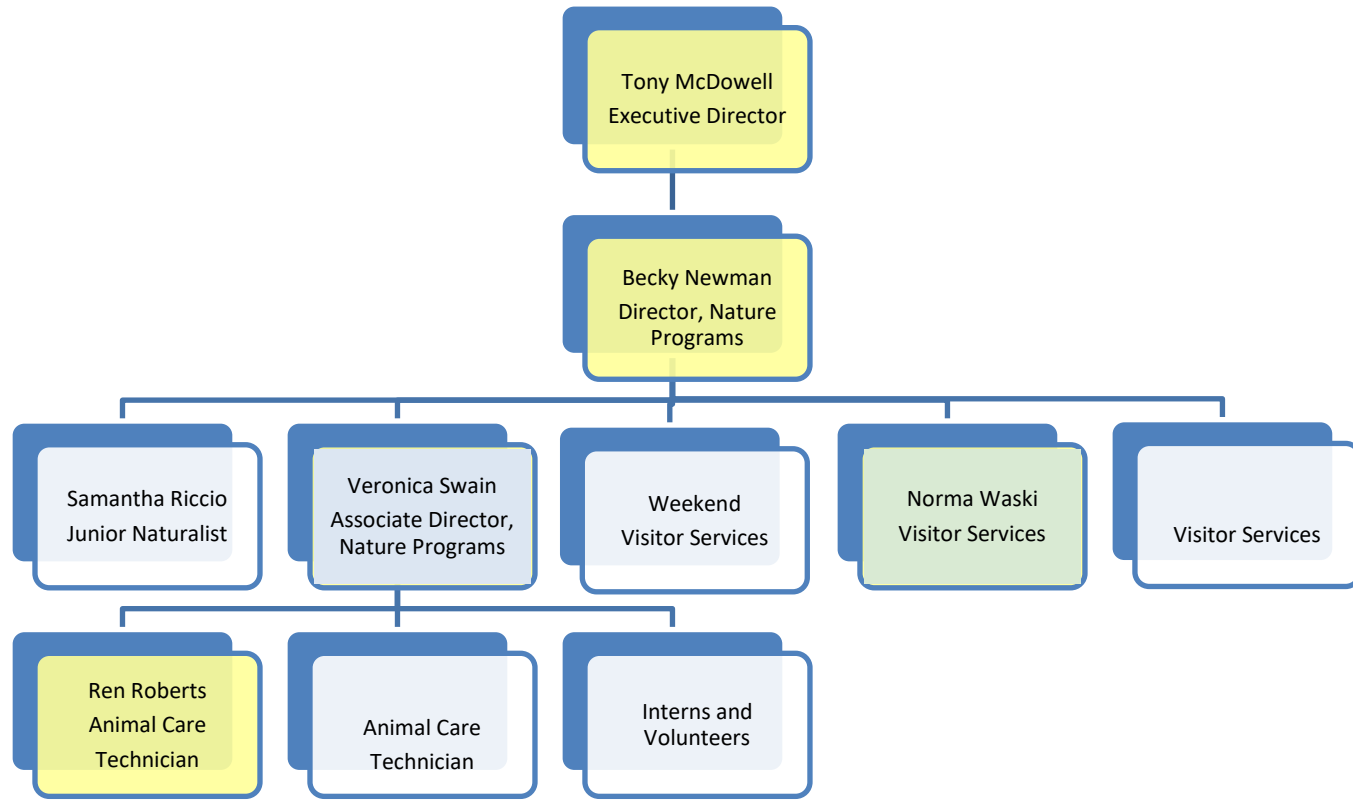 Tony McDowell
Executive Director
Becky Newman
Director, Nature
Programs
Samantha Riccio
Junior Naturalist
Veronica Swain
Associate Director,
Nature Programs
Weekend
Visitor Services
Norma Waski
Visitor Services
Visitor Services
Ren Roberts
Animal Care
Technician
Animal Care
Technician
Interns and
Volunteers